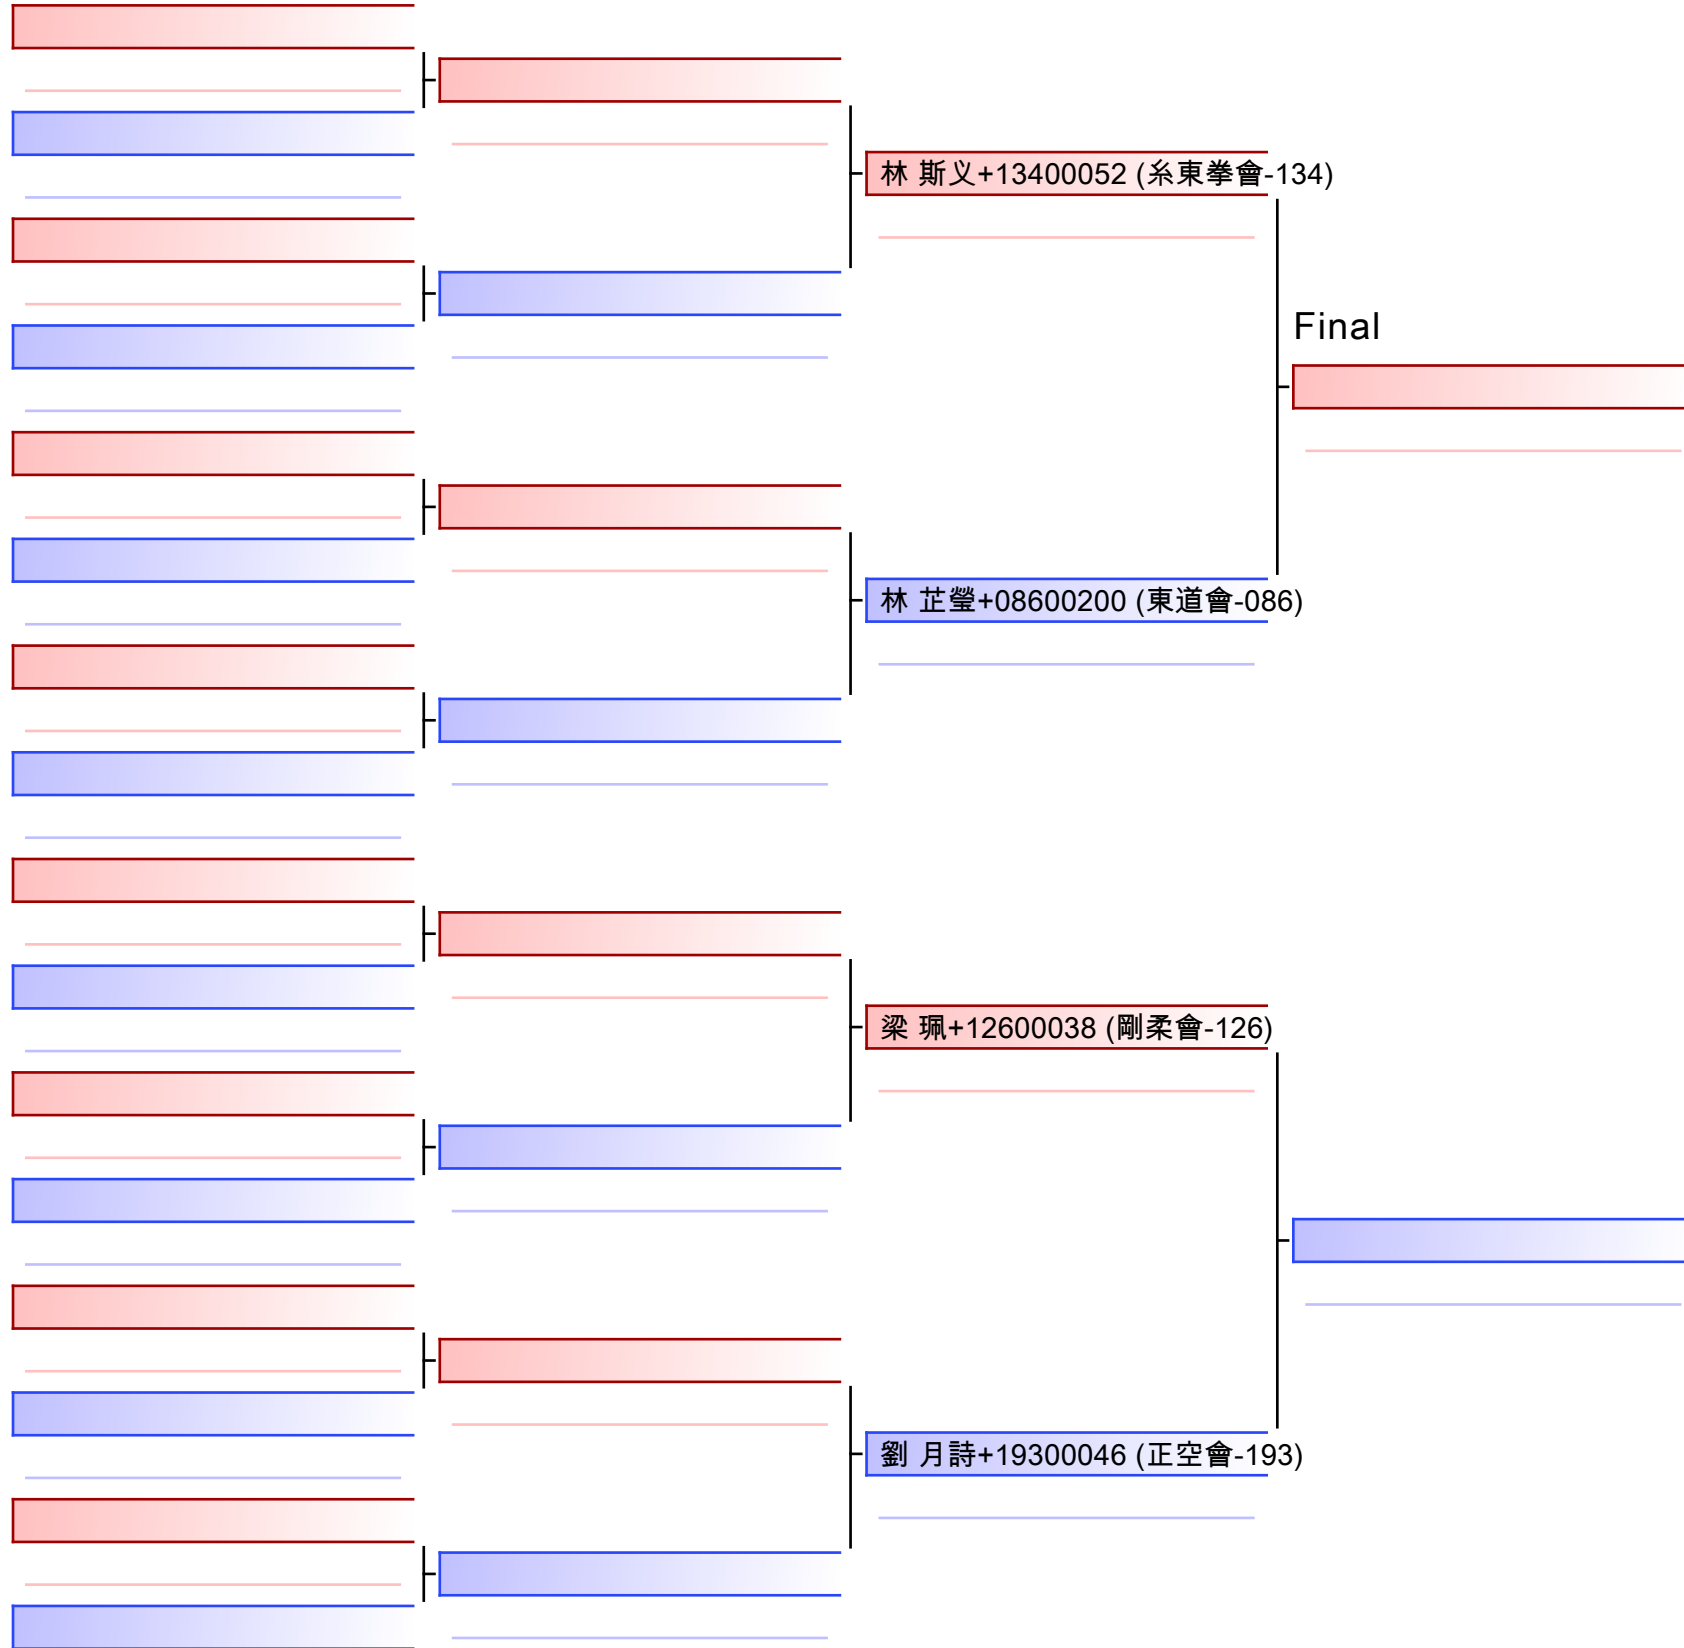 林 斯义+13400052 (糸東拳會-134)
Final
林 芷瑩+08600200 (東道會-086)
梁 珮+12600038 (剛柔會-126)
劉 月詩+19300046 (正空會-193)